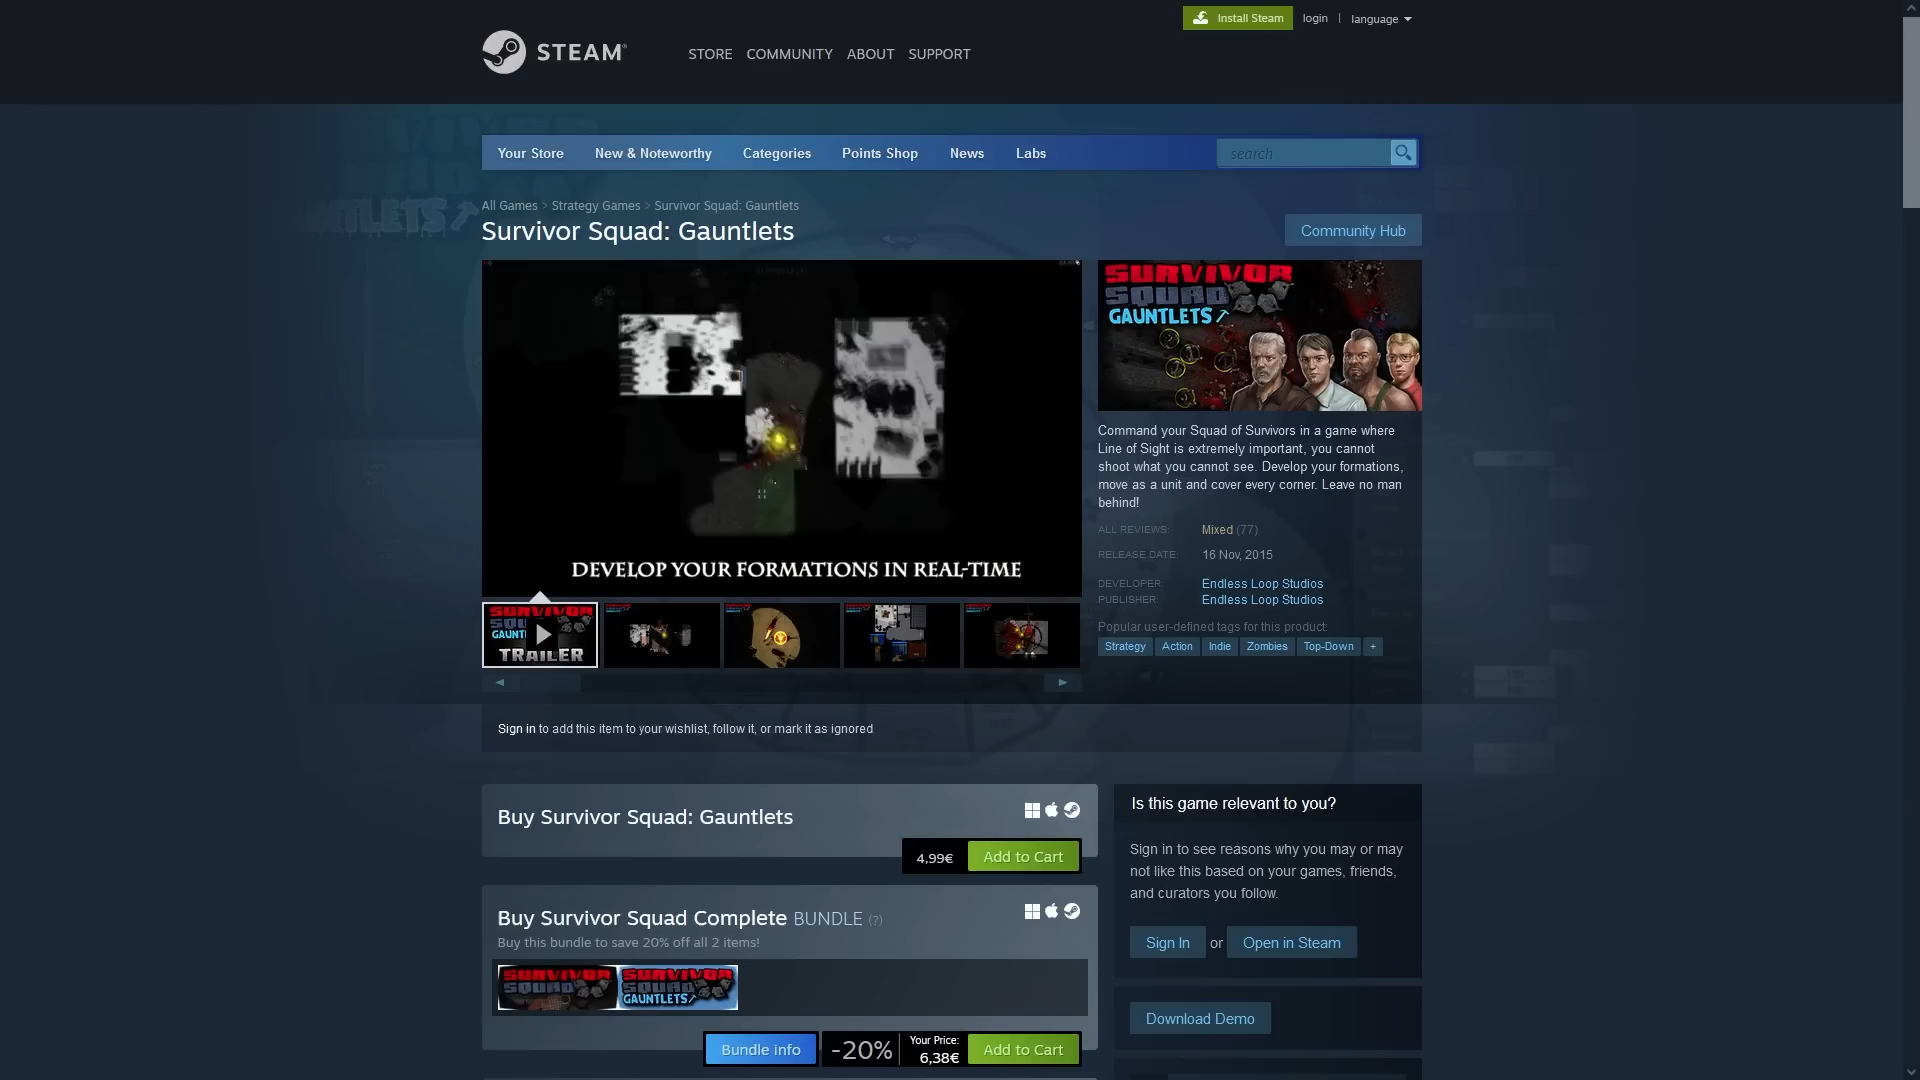 Install Steam
login
|
language
STEAM
STORE
COMMUNITY
ABOUT
SUPPORT
Your Store
New & Noteworthy
Categories
Points Shop
News
Labs
search
All Games > Strategy Games > Survivor Squad: Gauntlets
Survivor Squad: Gauntlets
Community Hub
DEVELOP YOUR FORMATIONS IN REAL-TIME
SURVIVOR
SQUAD
GAUNTLETS
Command your Squad of Survivors in a game where
Line of Sight is extremely important, you cannot
shoot what you cannot see. Develop your formations,
move as a unit and cover every corner. Leave no man
behind!
ALL REVIEWS: Mixed (77)
RELEASE DATE: 16 Nov, 2015
DEVELOPER: Endless Loop Studios
PUBLISHER: Endless Loop Studios
Popular user-defined tags for this product:
Strategy
Action
Indie
Zombies
Top-Down
+
SURVIVOR
TRAILER
Sign in to add this item to your wishlist, follow it, or mark it as ignored
Buy Survivor Squad: Gauntlets
4,99€
Add to Cart
Buy Survivor Squad Complete BUNDLE (?)
Buy this bundle to save 20% off all 2 items!
SURVIVOR
SQUAD
SURVIVOR
SQUAD
GAUNTLETS
Bundle info
-20%
Your Price:
6,38€
Add to Cart
Is this game relevant to you?
Sign in to see reasons why you may or may
not like this based on your games, friends,
and curators you follow.
Sign In or Open in Steam
Download Demo